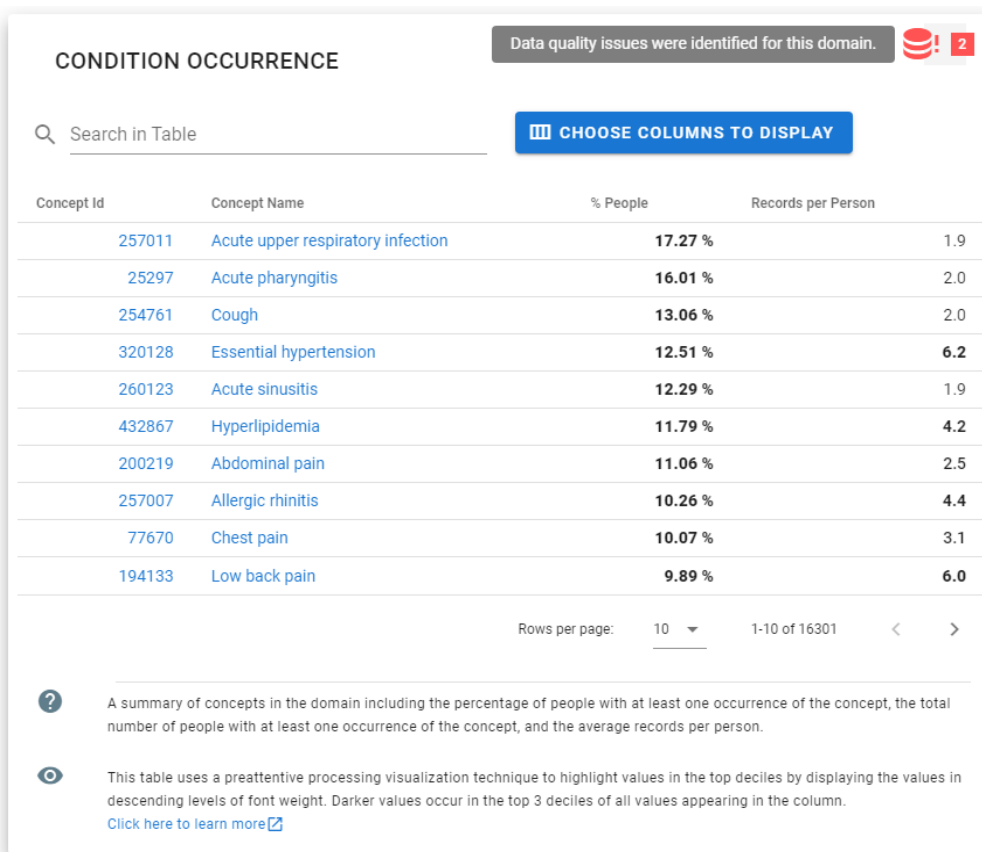 Data quality issues were identified for this domain. ! 2
CONDITION OCCURRENCE
Search in Table
CHOOSE COLUMNS TO DISPLAY
Concept Id Concept Name % People Records per Person
257011 Acute upper respiratory infection 17.27 % 1.9
25297 Acute pharyngitis 16.01 % 2.0
254761 Cough 13.06 % 2.0
320128 Essential hypertension 12.51 % 6.2
260123 Acute sinusitis 12.29 % 1.9
432867 Hyperlipidemia 11.79 % 4.2
200219 Abdominal pain 11.06 % 2.5
257007 Allergic rhinitis 10.26 % 4.4
77670 Chest pain 10.07 % 3.1
194133 Low back pain 9.89 % 6.0
Rows per page: 10 1-10 of 16301
? A summary of concepts in the domain including the percentage of people with at least one occurrence of the concept, the total
number of people with at least one occurrence of the concept, and the average records per person.
This table uses a preattentive processing visualization technique to highlight values in the top deciles by displaying the values in
descending levels of font weight. Darker values occur in the top 3 deciles of all values appearing in the column.
Click here to learn more